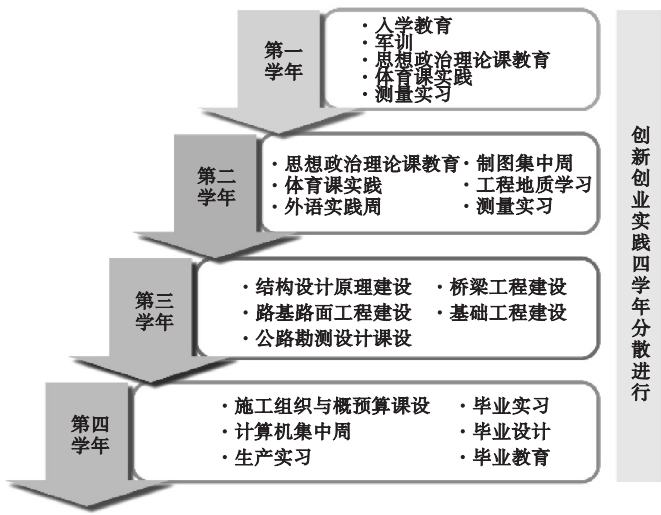 第一
学年
· 入学教育
· 军训
· 思想政治理论课教育
· 体育课实践
· 测量实习
第二
学年
· 思想政治理论课教育 · 制图集中周
· 体育课实践 · 工程地质学习
· 外语实践周 · 测量实习
第三
学年
· 结构设计原理建设 · 桥梁工程建设
· 路基路面工程建设 · 基础工程建设
· 公路勘测设计课设
第四
学年
· 施工组织与概预算课设 · 毕业实习
· 计算机集中周 · 毕业设计
· 生产实习 · 毕业教育
创新创业实践四学年分散进行